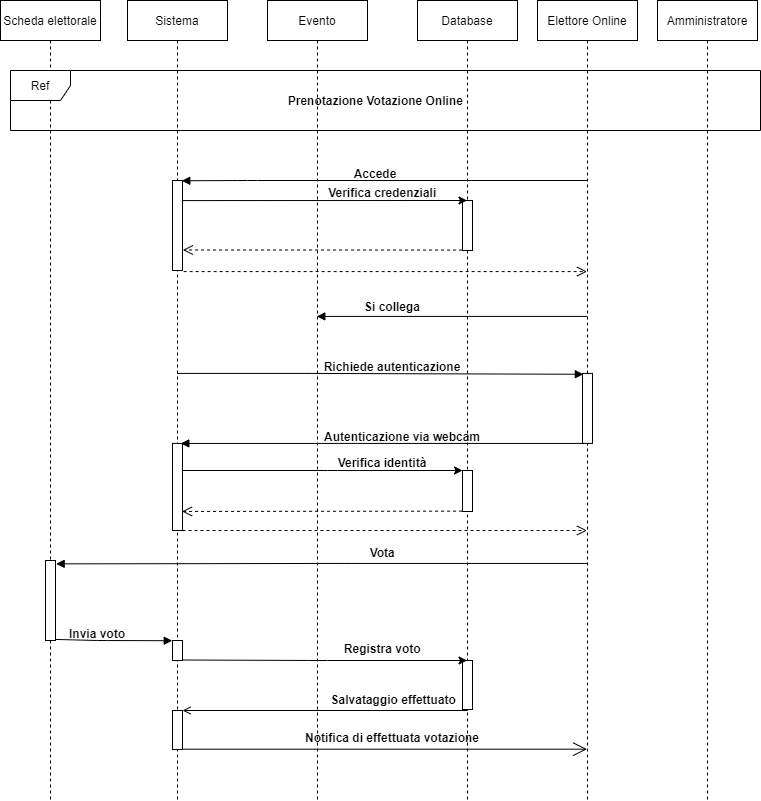 Scheda elettorale
Sistema
Evento
Database
Elettore Online
Amministratore
Ref
Prenotazione Votazione Online
Accede
Verifica credenziali
Si collega
Richiede autenticazione
Autenticazione via webcam
Verifica identità
Vota
Invia voto
Registra voto
Salvataggio effettuato
Notifica di effettuata votazione